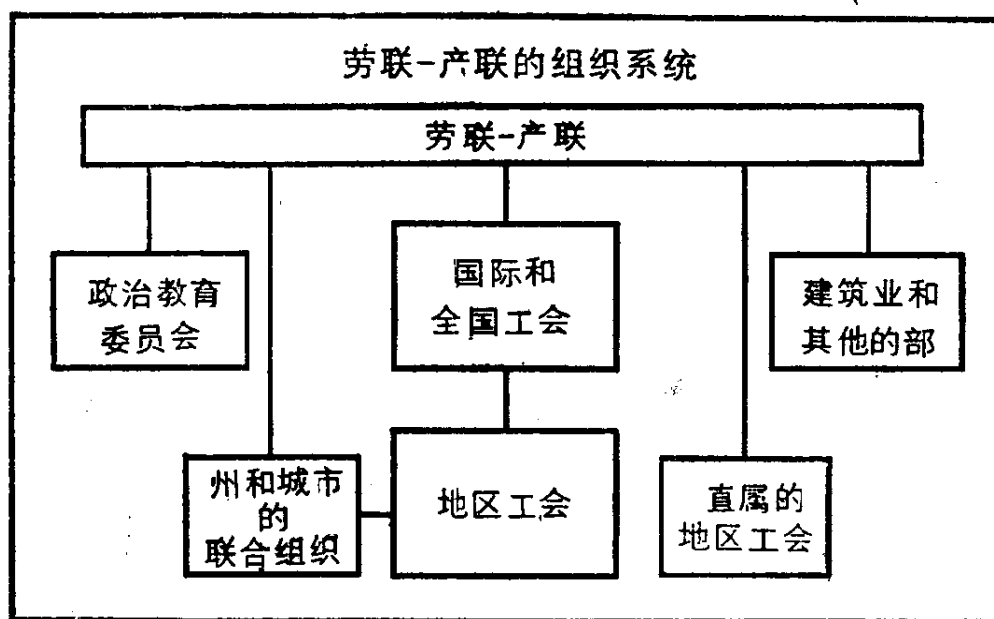 劳联-产联的组织系统
劳联-产联
政治教育
委员会
国际和
全国工会
建筑业和
其他的部
州和城市
的
联合组织
地区工会
直属的
地区工会